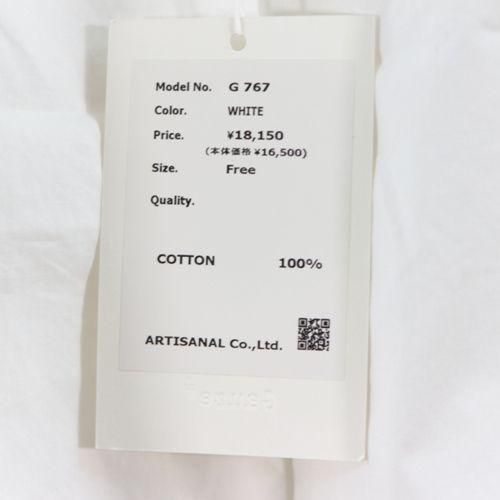 Model No. G 767
Color. WHITE
Price. ¥18,150
(本体価格 ¥16,500)
Size. Free
Quality.
COTTON 100%
ARTISANAL Co.,Ltd.